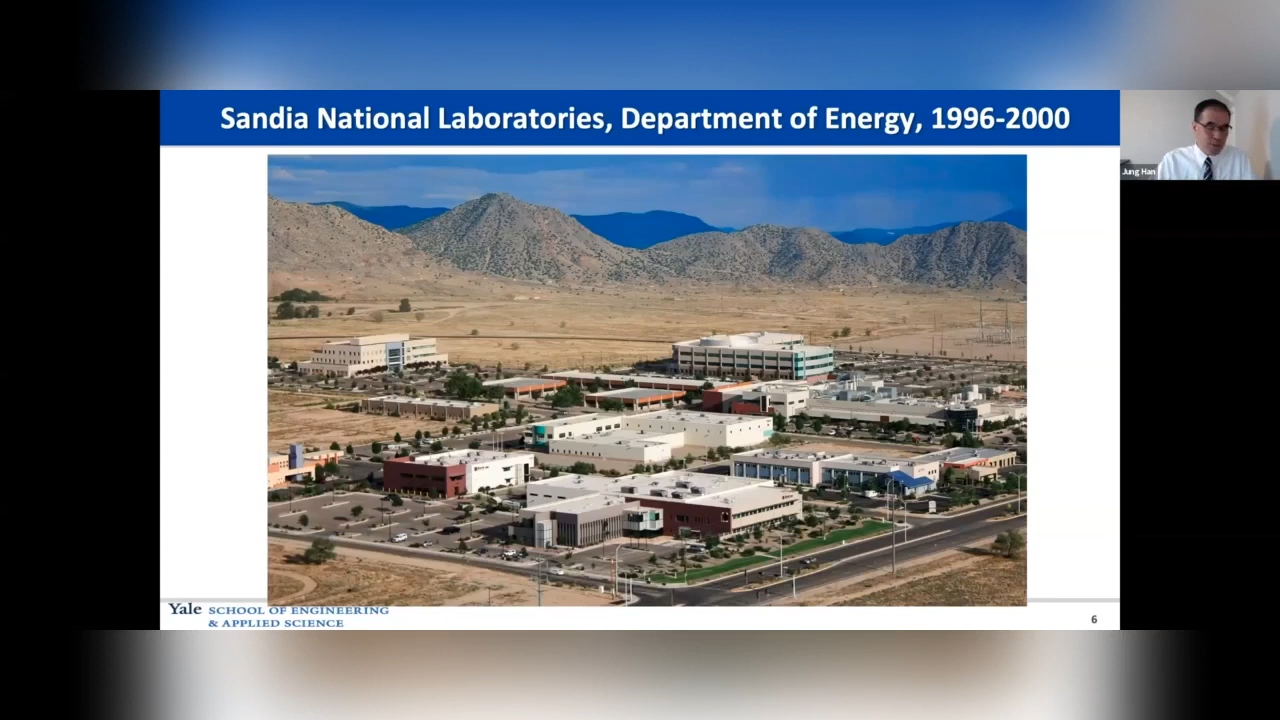 Sandia National Laboratories, Department of Energy, 1996-2000
Jung Han
Yale SCHOOL OF ENGINEERING
& APPLIED SCIENCE
6